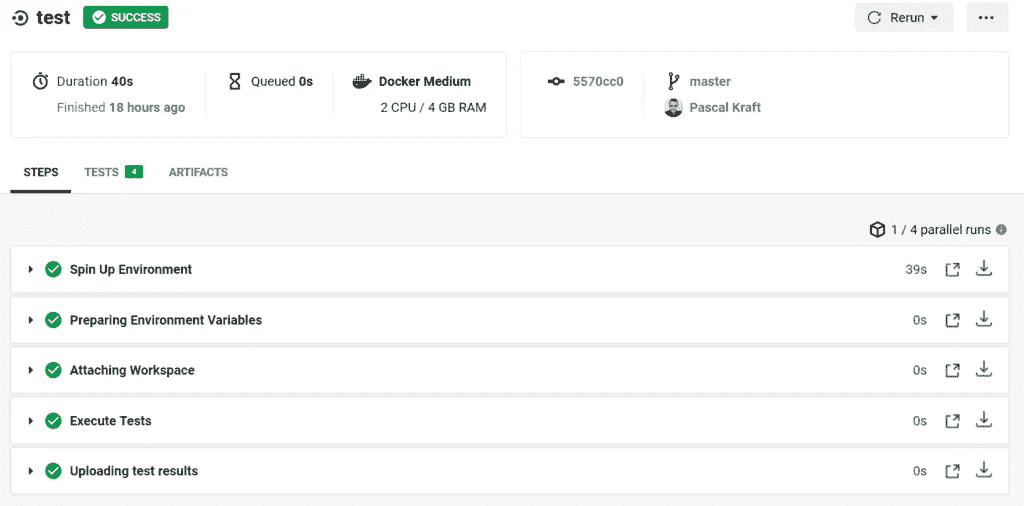 test SUCCESS Rerun
Duration 40s Queued 0s Docker Medium 5570cc0 master
Finished 18 hours ago 2 CPU / 4 GB RAM Pascal Kraft
STEPS TESTS 4 ARTIFACTS
1 / 4 parallel runs
Spin Up Environment 39s
Preparing Environment Variables 0s
Attaching Workspace 0s
Execute Tests 0s
Uploading test results 0s